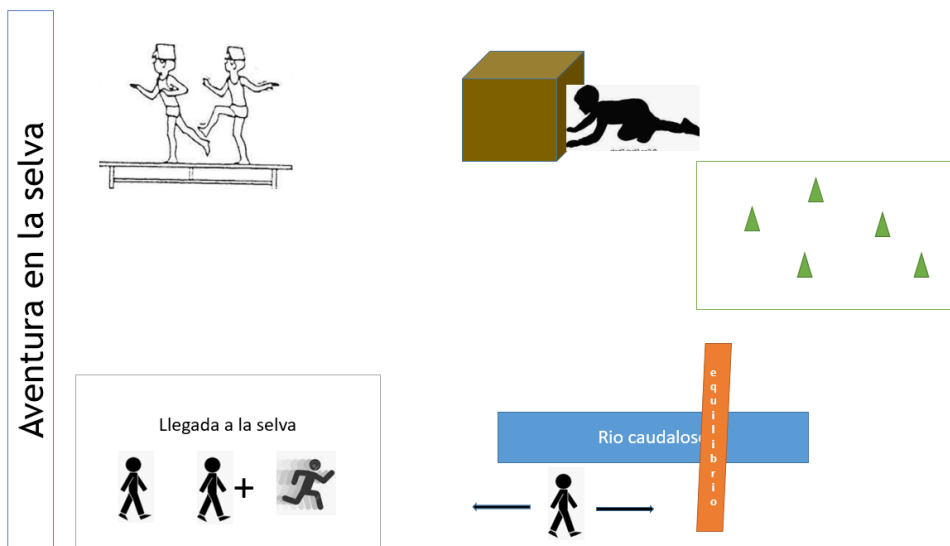 Aventura en la selva
Llegada a la selva
+
Rio caudaloso
equilibrio